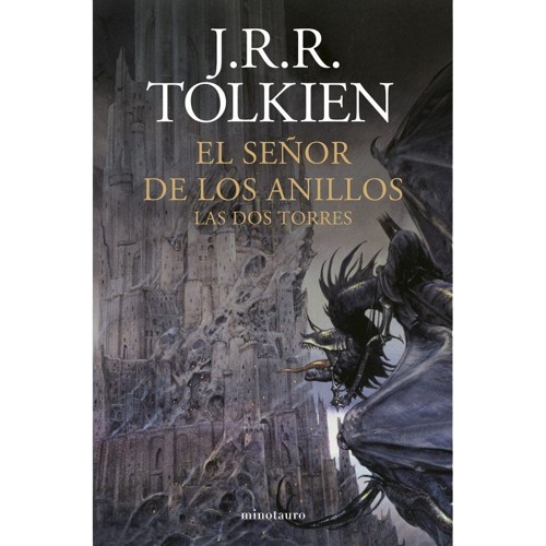 J.R.R.
TOLKIEN
EL SEÑOR
DE LOS ANILLOS
LAS DOS TORRES
minotauro